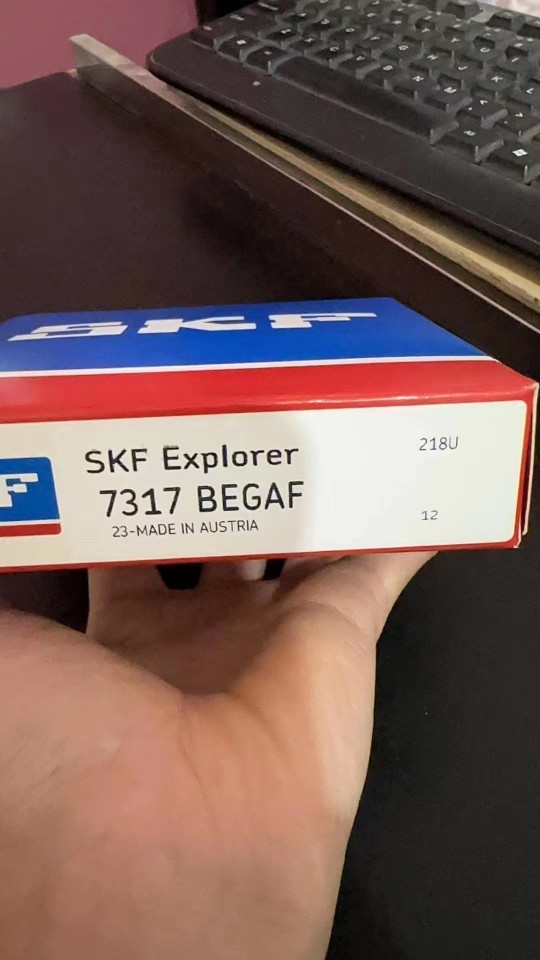 SKF
SKF Explorer
218U
7317 BEGAF
23-MADE IN AUSTRIA
12